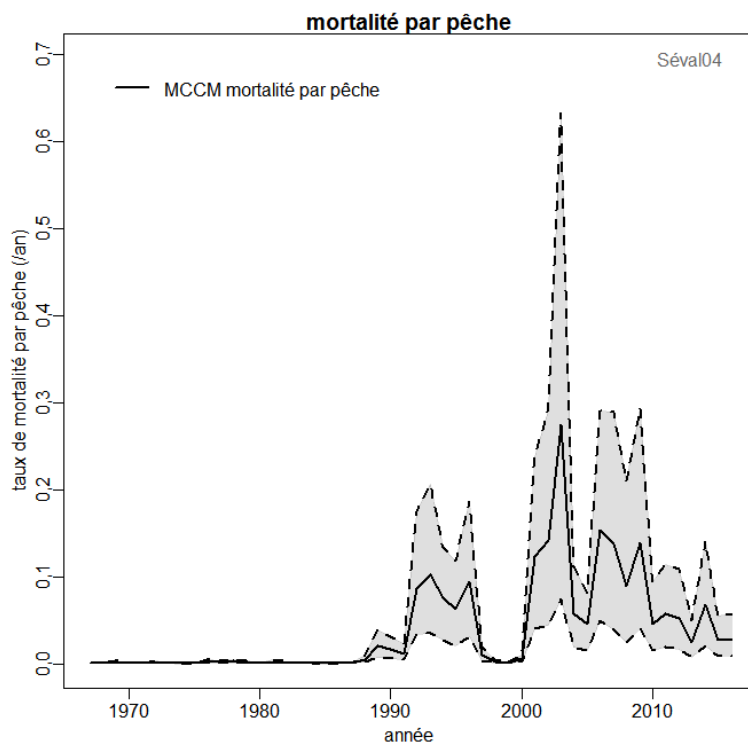 mortalité par pêche
Séval04
MCCM mortalité par pêche
taux de mortalité par pêche (/an)
0,7
0,6
0,5
0,4
0,3
0,2
0,1
0,0
1970 1980 1990 2000 2010
année